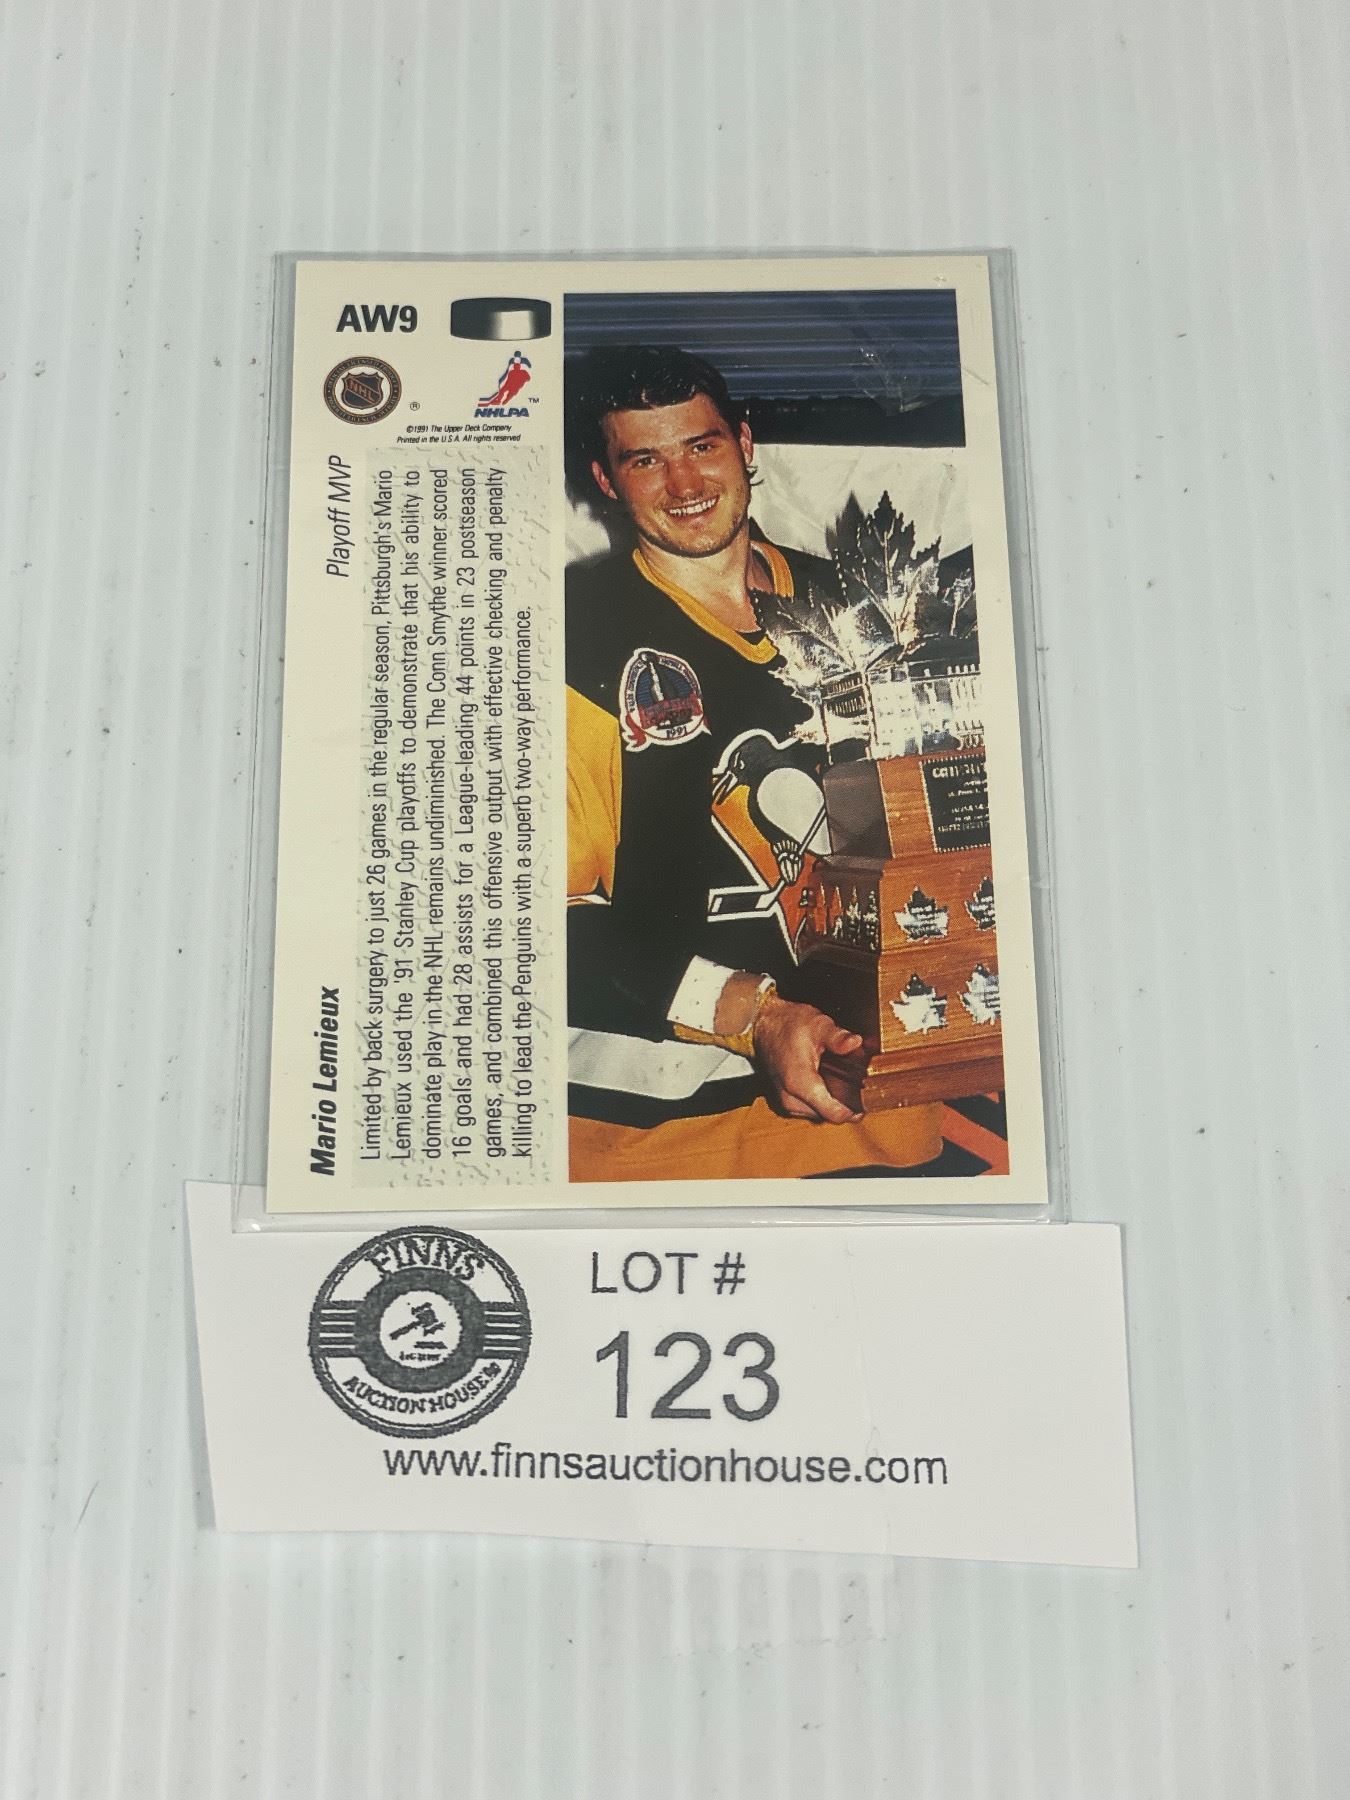 AW9
NHL
®
NHLPA
™
©1991 The Upper Deck Company
Printed in the U.S.A. All rights reserved
Mario Lemieux
Playoff MVP
Limited by back surgery to just 26 games in the regular season, Pittsburgh's Mario
Lemieux used the '91 Stanley Cup playoffs to demonstrate that his ability to
dominate play in the NHL remains undiminished. The Conn Smythe winner scored
16 goals and had 28 assists for a League-leading 44 points in 23 postseason
games, and combined this offensive output with effective checking and penalty
killing to lead the Penguins with a superb two-way performance.
1991
FINNS
AUCTION HOUSE
LOT #
123
www.finnsauctionhouse.com